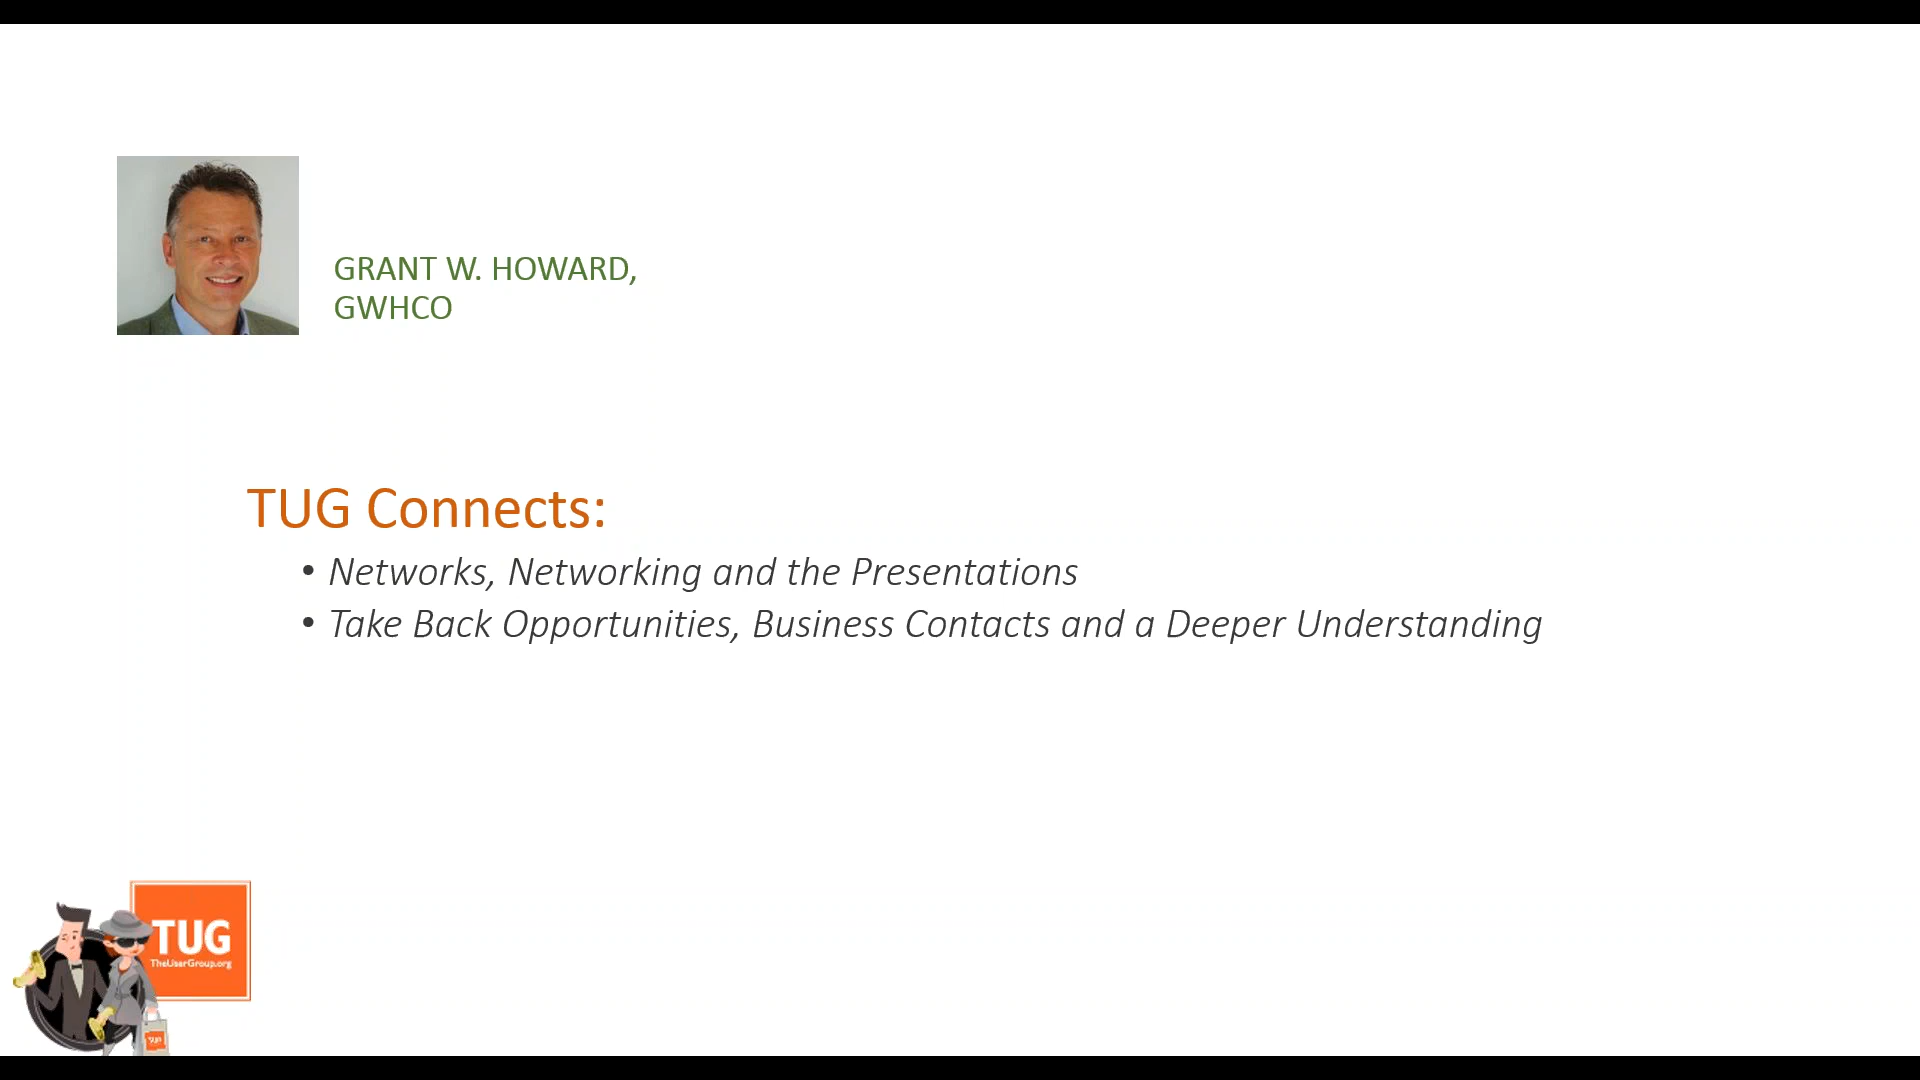 GRANT W. HOWARD,
GWHCO
TUG Connects:
• Networks, Networking and the Presentations
• Take Back Opportunities, Business Contacts and a Deeper Understanding
TUG
TheUserGroup.org
TUG